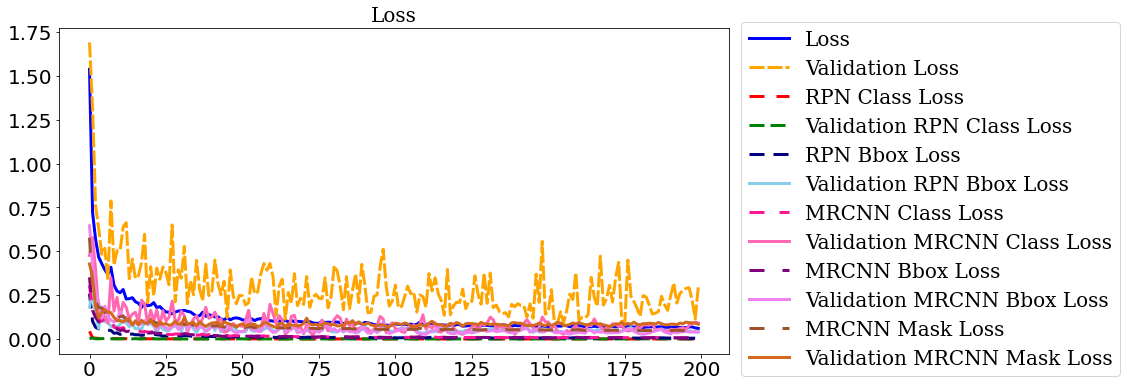 Loss
1.75
1.50
1.25
1.00
0.75
0.50
0.25
0.00
0 25 50 75 100 125 150 175 200
Loss
Validation Loss
RPN Class Loss
Validation RPN Class Loss
RPN Bbox Loss
Validation RPN Bbox Loss
MRCNN Class Loss
Validation MRCNN Class Loss
MRCNN Bbox Loss
Validation MRCNN Bbox Loss
MRCNN Mask Loss
Validation MRCNN Mask Loss